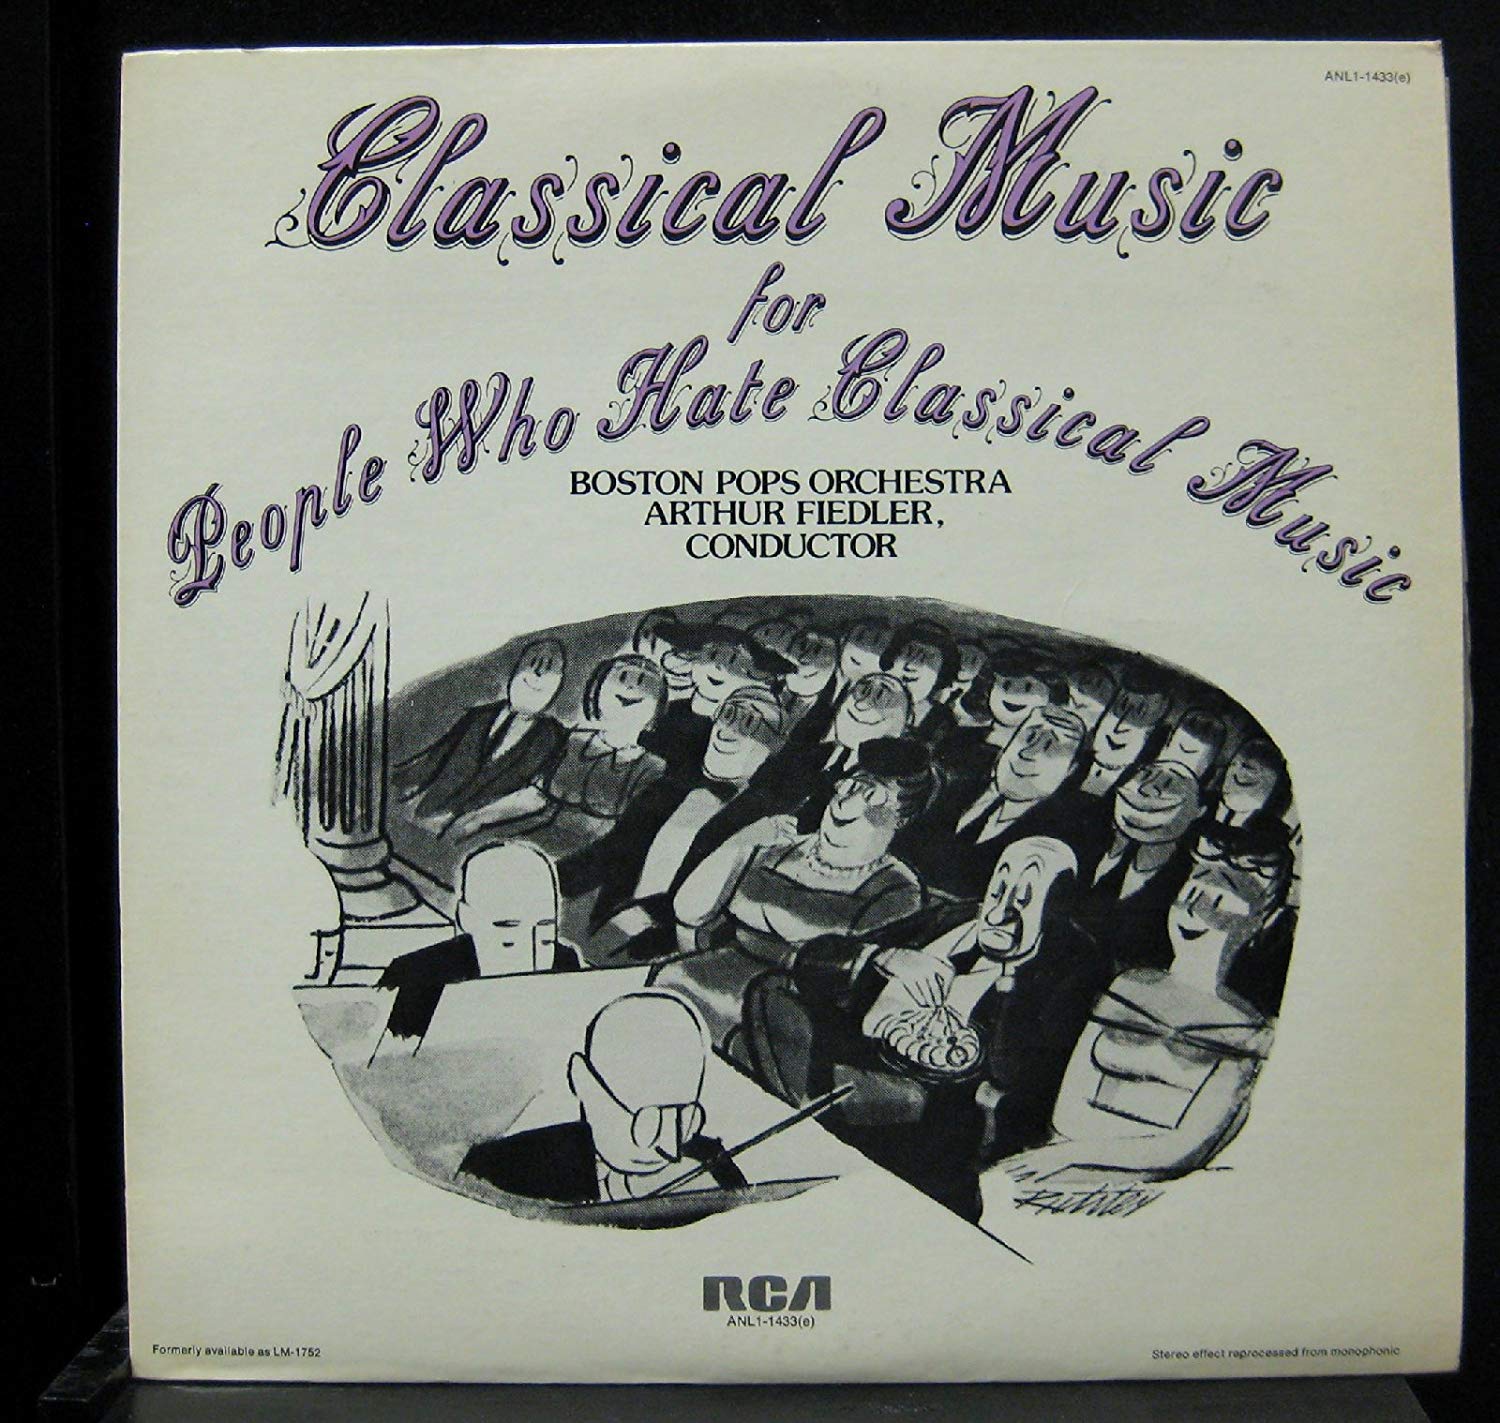 ANL1-1433(e)
Classical Music
for
People Who Hate Classical Music
BOSTON POPS ORCHESTRA
ARTHUR FIEDLER,
CONDUCTOR
RCA
ANL1-1433(e)
Formerly available as LM-1752
Stereo effect reprocessed from monophonic